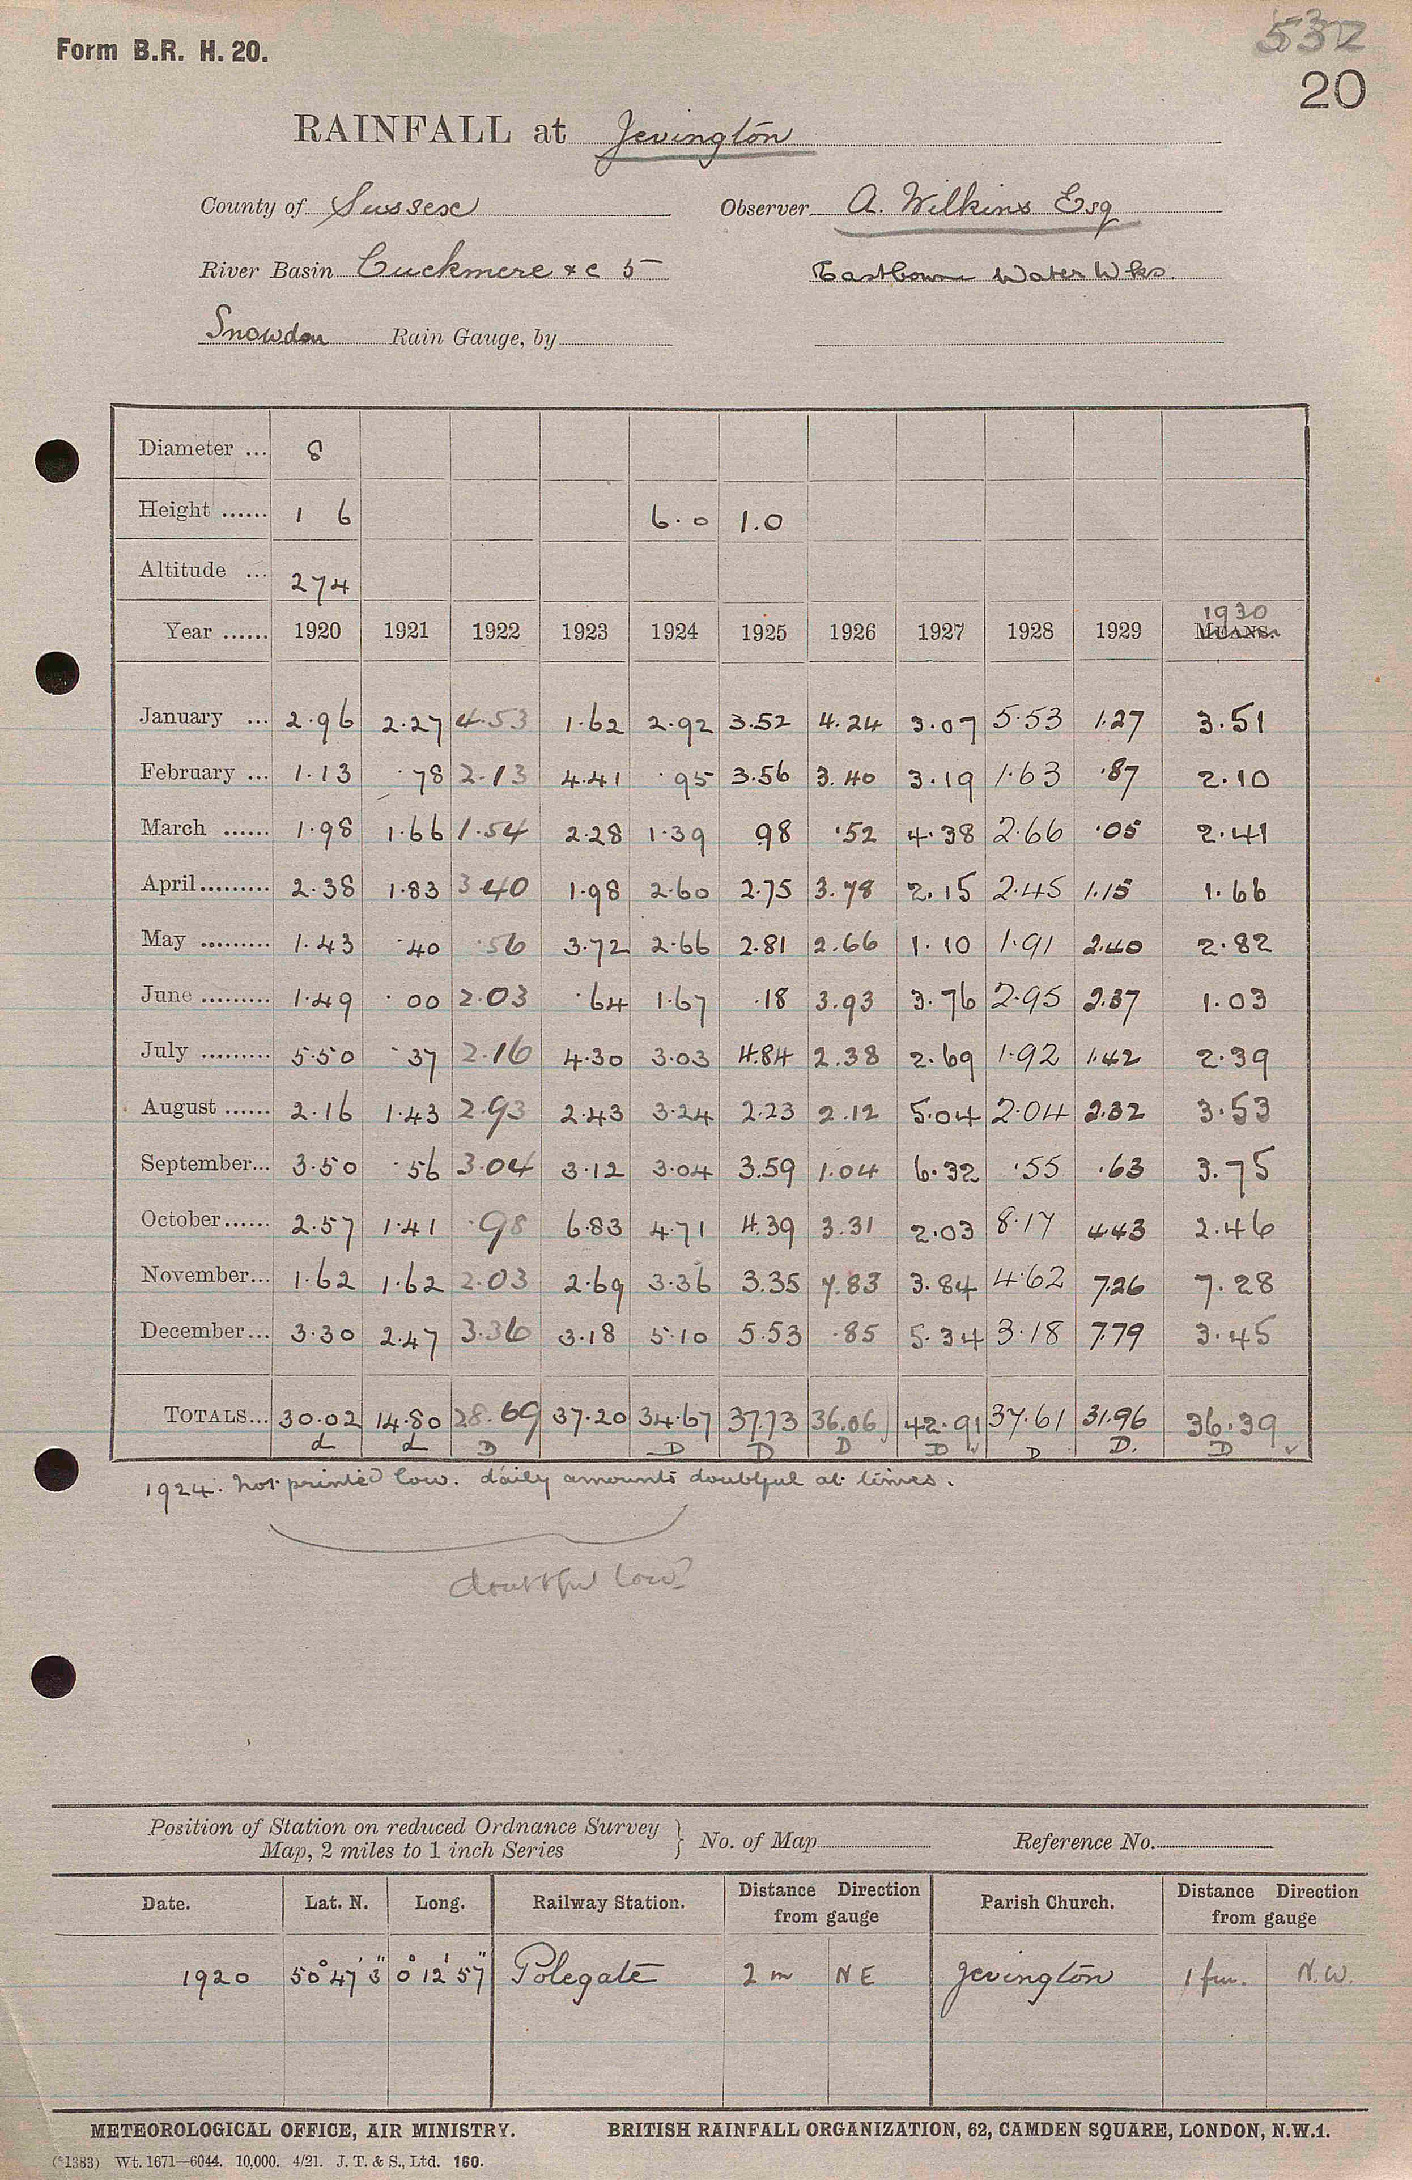 532
Form B.R. H. 20.
20
RAINFALL at Jevington
County of Sussex Observer A. Wilkins Esq
River Basin Cuckmere &c 5 Eastbourne Water Wks.
Snowdon Rain Gauge, by
Diameter ... 8
Height ...... 1 6 6.0 1.0
Altitude ... 274
1930
Year ...... 1920 1921 1922 1923 1924 1925 1926 1927 1928 1929 MEANS.
January ... 2.96 2.27 4.53 1.62 2.92 3.52 4.24 3.07 5.53 1.27 3.51
February ... 1.13 .78 2.13 4.41 .95 3.56 3.40 3.19 1.63 .87 2.10
March ...... 1.98 1.66 1.54 2.28 1.39 98 .52 4.38 2.66 .05 2.41
April ......... 2.38 1.83 3.40 1.98 2.60 2.75 3.78 2.15 2.45 1.15 1.66
May ......... 1.43 .40 .56 3.72 2.66 2.81 2.66 1.10 1.91 2.40 2.82
June ......... 1.49 .00 2.03 .64 1.67 .18 3.93 3.76 2.95 2.37 1.03
July ......... 5.50 .37 2.16 4.30 3.03 4.84 2.38 2.69 1.92 1.42 2.39
August ...... 2.16 1.43 2.93 2.43 3.24 2.23 2.12 5.04 2.04 2.32 3.53
September... 3.50 .56 3.04 3.12 3.04 3.59 1.04 6.32 .55 .63 3.75
October...... 2.57 1.41 .98 6.83 4.71 4.39 3.31 2.03 8.17 4.43 2.46
November... 1.62 1.62 2.03 2.69 3.36 3.35 7.83 3.84 4.62 7.26 7.28
December... 3.30 2.47 3.36 3.18 5.10 5.53 .85 5.34 3.18 7.79 3.45
TOTALS... 30.02 14.80 28.69 37.20 34.67 37.73 36.06 42.91 37.61 31.96 36.39
d d D D D D D D D. D
1924. not printed low. daily amounts doubtful at times.
doubtful low?
Position of Station on reduced Ordnance Survey
Map, 2 miles to 1 inch Series } No. of Map Reference No.
Date. Lat. N. Long. Railway Station. Distance Direction from gauge Parish Church. Distance Direction from gauge
1920 50° 47' 3" 0° 12' 57" Polegate 2 m NE Jevington 1 fur. N.W.
METEOROLOGICAL OFFICE, AIR MINISTRY. BRITISH RAINFALL ORGANIZATION, 62, CAMDEN SQUARE, LONDON, N.W.1.
(*1383) Wt. 1671—6044. 10,000. 4/21. J. T. & S., Ltd. 160.